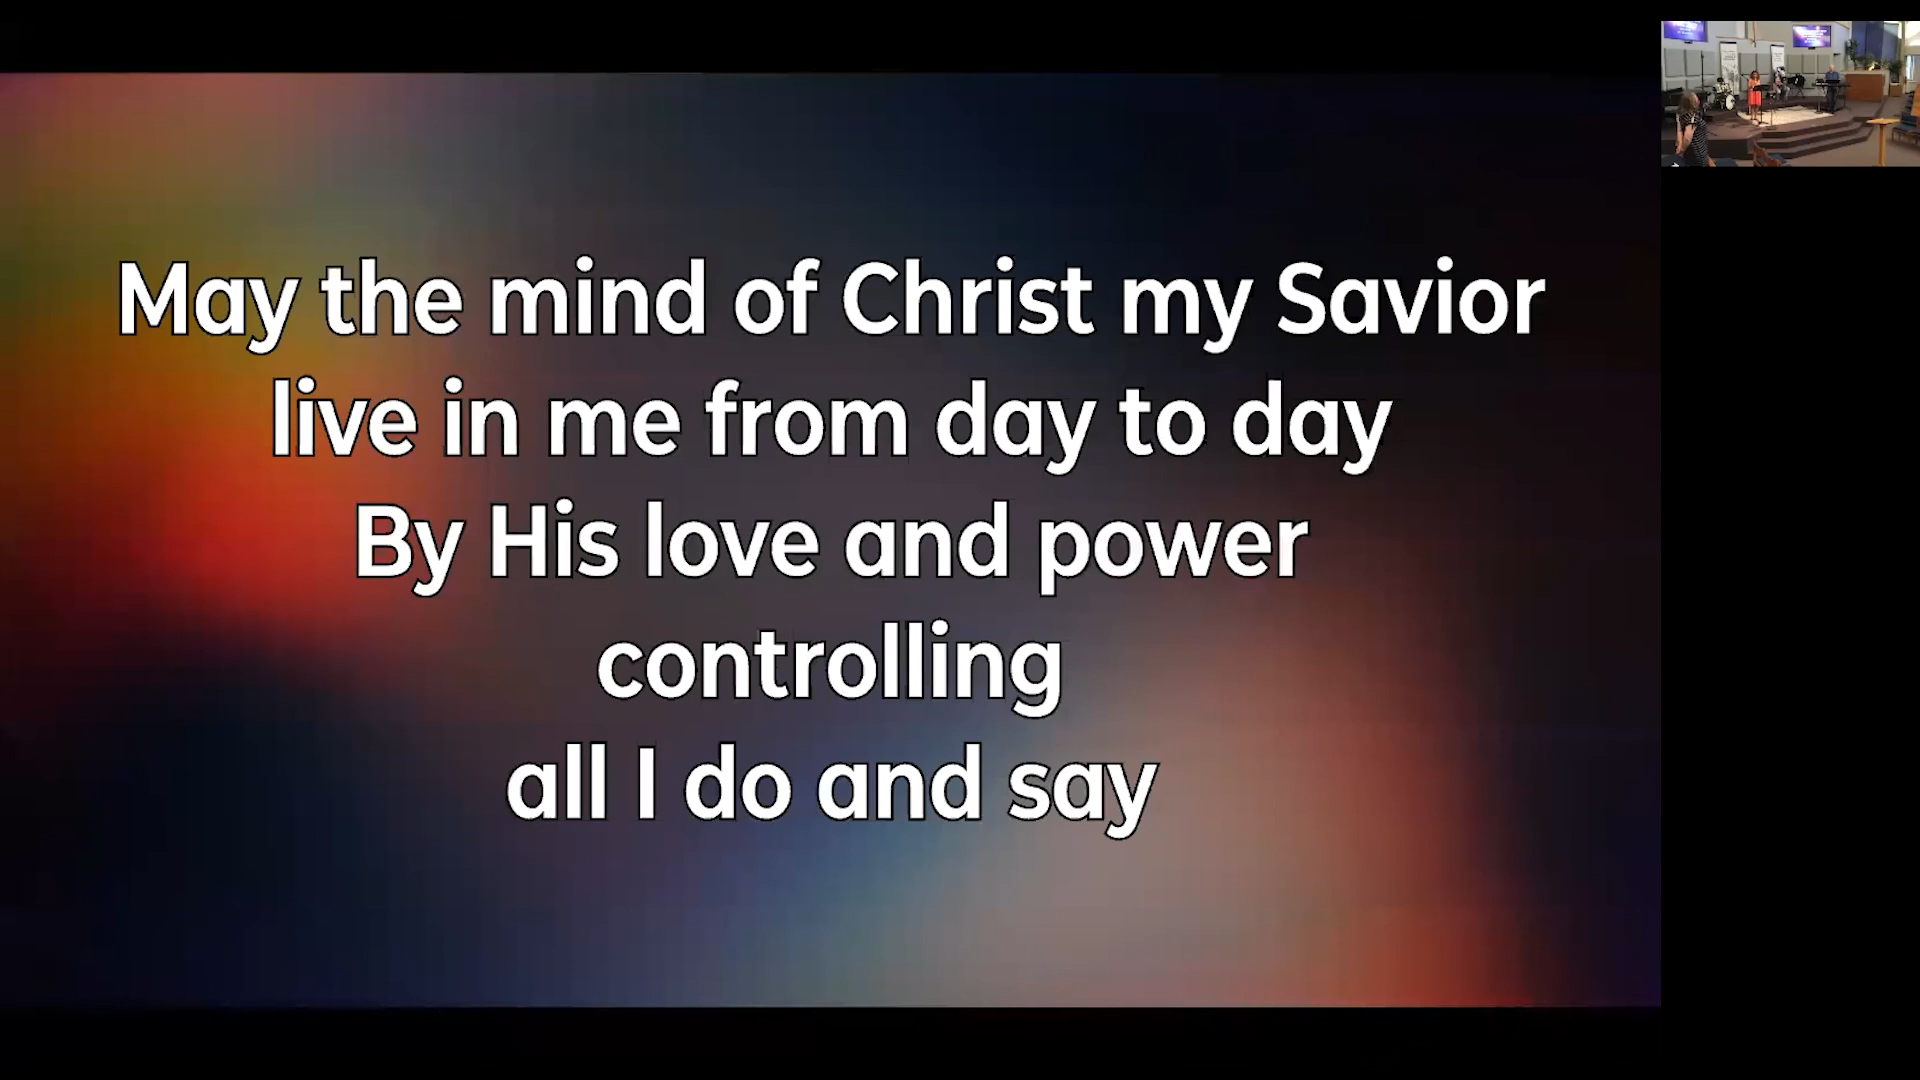 May the mind of Christ my Savior
live in me from day to day
By His love and power
controlling
all I do and say